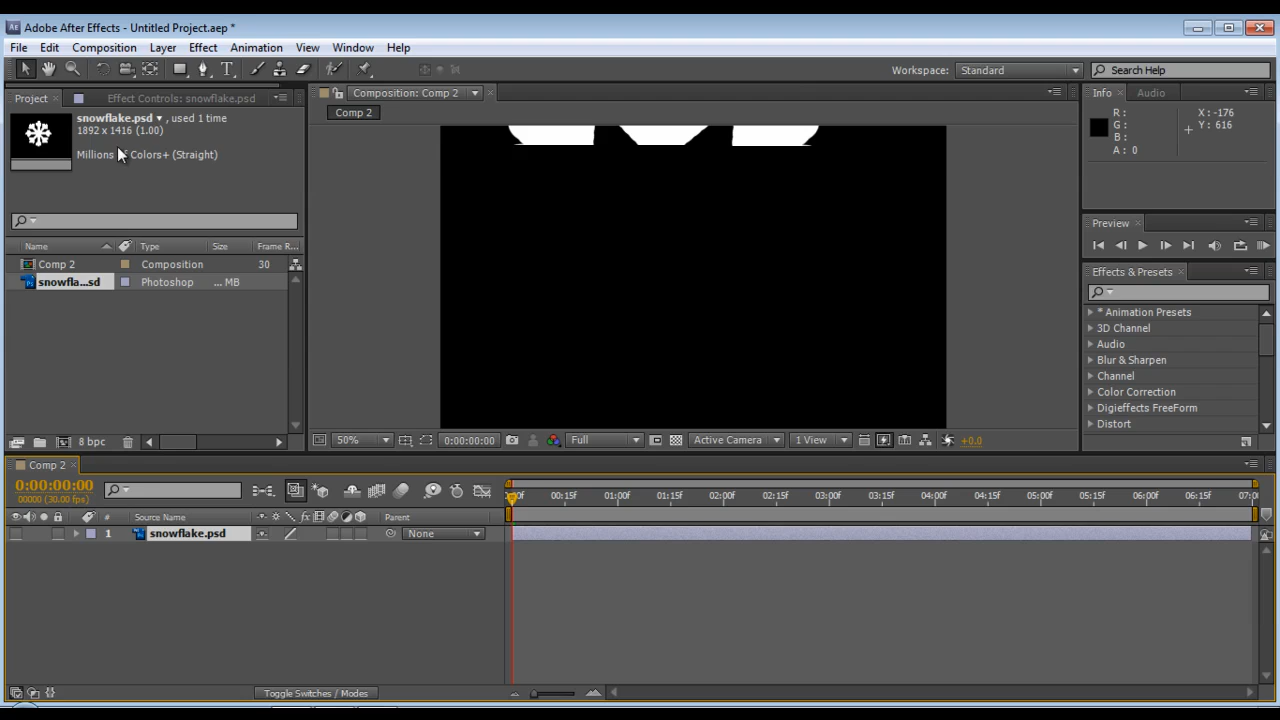 Adobe After Effects - Untitled Project.aep *
File Edit Composition Layer Effect Animation View Window Help
Workspace: Standard Search Help
Project Effect Controls: snowflake.psd Composition: Comp 2 Info Audio
snowflake.psd , used 1 time
1892 x 1416 (1.00)
Millions Colors+ (Straight)
Comp 2
R: X: -176
G: Y: 616
B:
A: 0
Preview
Name Type Size Frame R...
Comp 2 Composition 30
snowfla...sd Photoshop ... MB
Effects & Presets
* Animation Presets
3D Channel
Audio
Blur & Sharpen
Channel
Color Correction
Digieffects FreeForm
Distort
8 bpc 50% 0:00:00:00 Full Active Camera 1 View +0.0
Comp 2
0:00:00:00
00000 (30.00 fps)
00:15f 01:00f 01:15f 02:00f 02:15f 03:00f 03:15f 04:00f 04:15f 05:00f 05:15f 06:00f 06:15f 07:0
# Source Name Parent
1 snowflake.psd None
Toggle Switches / Modes